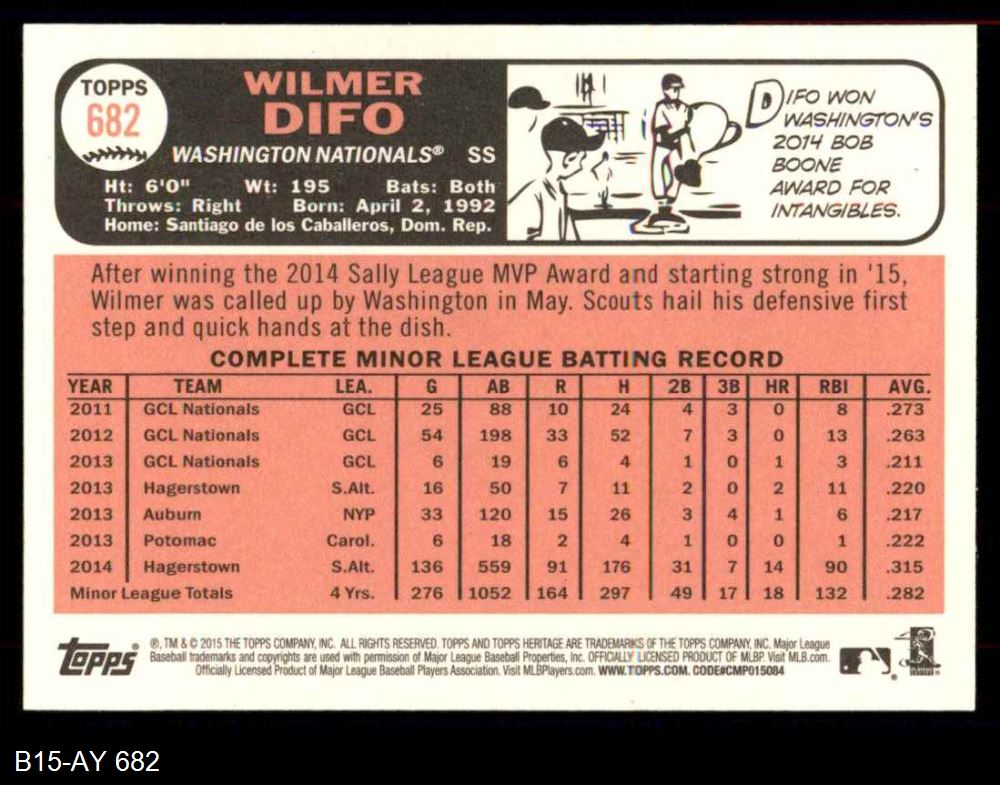 TOPPS
682
WILMER
DIFO
WASHINGTON NATIONALS® SS
Ht: 6'0" Wt: 195 Bats: Both
Throws: Right Born: April 2, 1992
Home: Santiago de los Caballeros, Dom. Rep.
DIFO WON
WASHINGTON'S
2014 BOB
BOONE
AWARD FOR
INTANGIBLES.
After winning the 2014 Sally League MVP Award and starting strong in '15,
Wilmer was called up by Washington in May. Scouts hail his defensive first
step and quick hands at the dish.
COMPLETE MINOR LEAGUE BATTING RECORD
YEAR TEAM LEA. G AB R H 2B 3B HR RBI AVG.
2011 GCL Nationals GCL 25 88 10 24 4 3 0 8 .273
2012 GCL Nationals GCL 54 198 33 52 7 3 0 13 .263
2013 GCL Nationals GCL 6 19 6 4 1 0 1 3 .211
2013 Hagerstown S.Alt. 16 50 7 11 2 0 2 11 .220
2013 Auburn NYP 33 120 15 26 3 4 1 6 .217
2013 Potomac Carol. 6 18 2 4 1 0 0 1 .222
2014 Hagerstown S.Alt. 136 559 91 176 31 7 14 90 .315
Minor League Totals 4 Yrs. 276 1052 164 297 49 17 18 132 .282
topps®
®, TM & © 2015 THE TOPPS COMPANY, INC. ALL RIGHTS RESERVED. TOPPS AND TOPPS HERITAGE ARE TRADEMARKS OF THE TOPPS COMPANY, INC. Major League
Baseball trademarks and copyrights are used with permission of Major League Baseball Properties, Inc. OFFICIALLY LICENSED PRODUCT OF MLBP. Visit MLB.com.
Officially Licensed Product of Major League Baseball Players Association. Visit MLBPlayers.com. WWW.TOPPS.COM. CODE#CMP015084
B15-AY 682